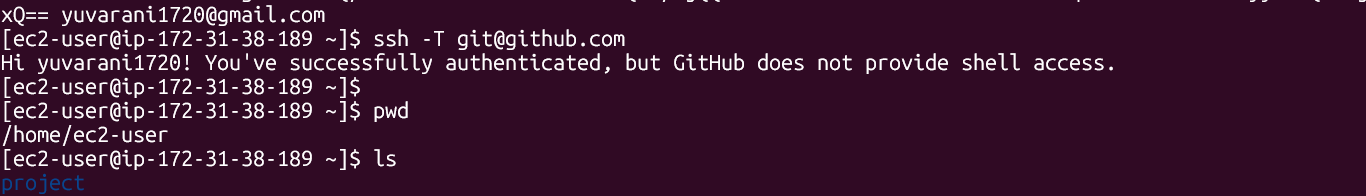 xQ== yuvarani1720@gmail.com
[ec2-user@ip-172-31-38-189 ~]$ ssh -T git@github.com
Hi yuvarani1720! You've successfully authenticated, but GitHub does not provide shell access.
[ec2-user@ip-172-31-38-189 ~]$
[ec2-user@ip-172-31-38-189 ~]$ pwd
/home/ec2-user
[ec2-user@ip-172-31-38-189 ~]$ ls
project